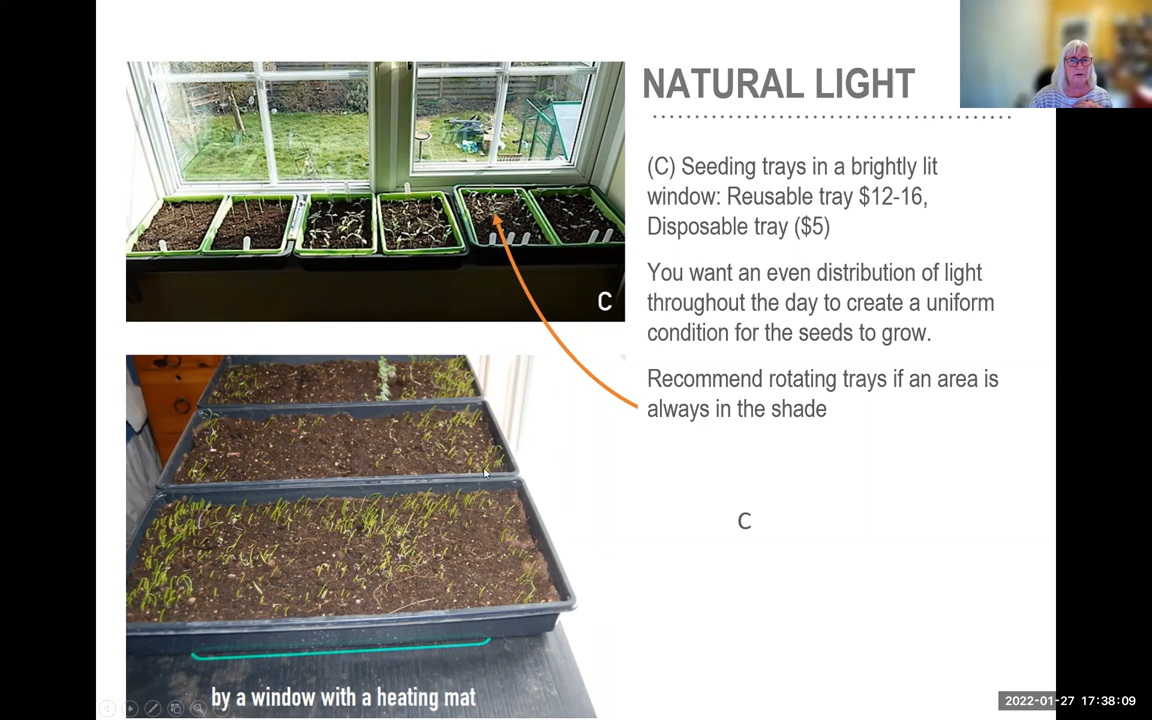 NATURAL LIGHT
(C) Seeding trays in a brightly lit
window: Reusable tray $12-16,
Disposable tray ($5)
You want an even distribution of light
throughout the day to create a uniform
condition for the seeds to grow.
Recommend rotating trays if an area is
always in the shade
C
C
by a window with a heating mat
2022-01-27 17:38:09